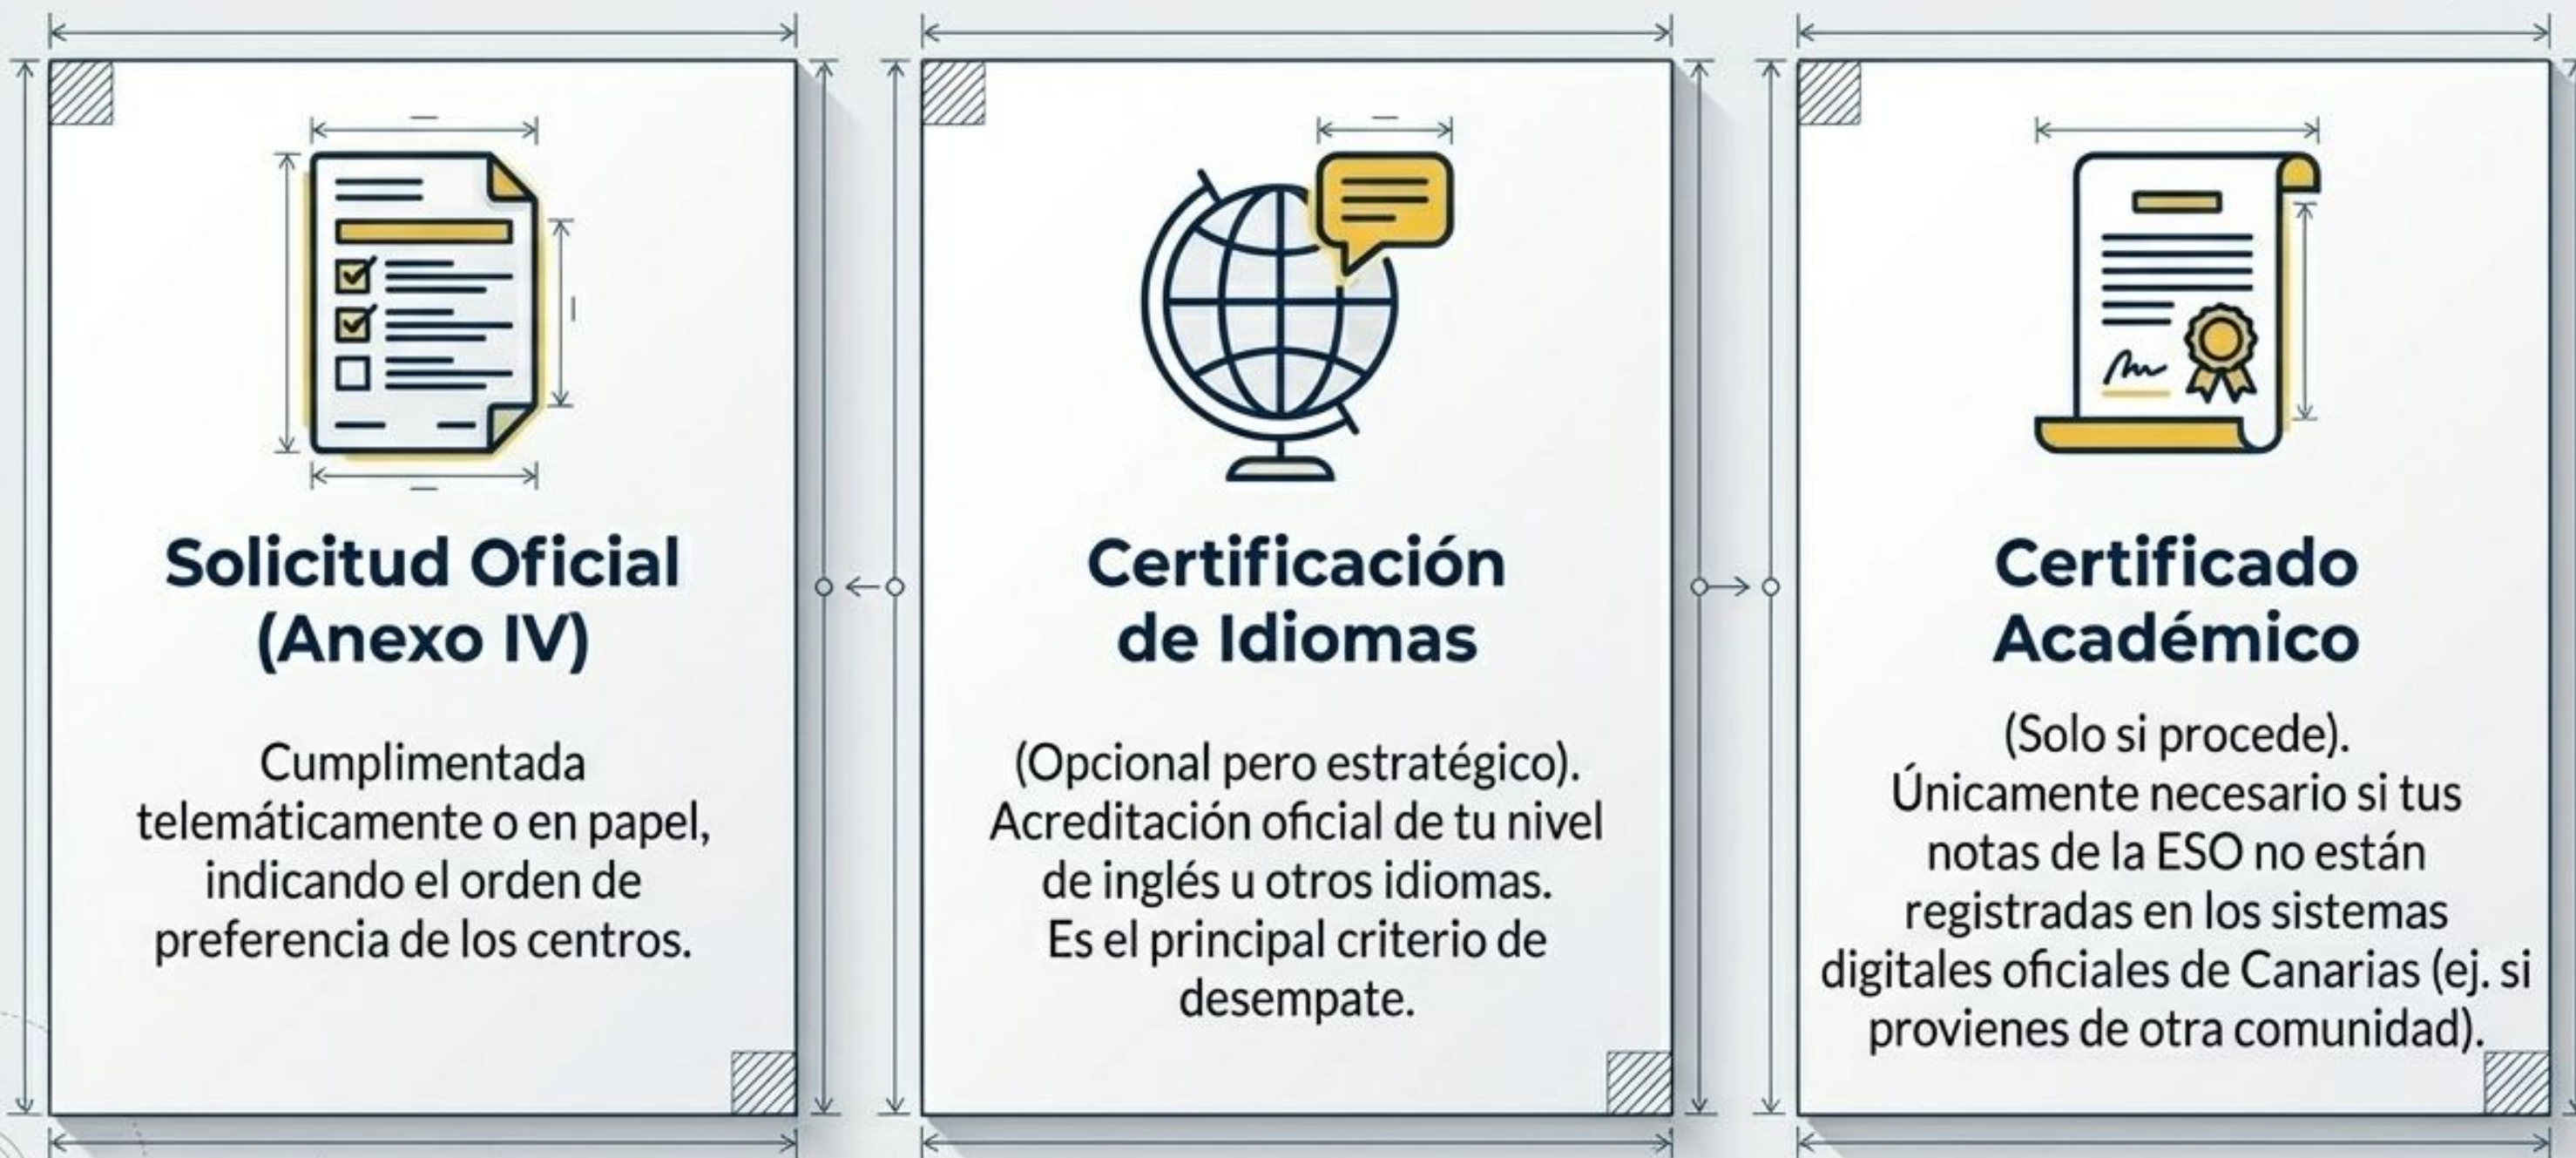 Solicitud Oficial
(Anexo IV)
Cumplimentada
telemáticamente o en papel,
indicando el orden de
preferencia de los centros.
Certificación
de Idiomas
(Opcional pero estratégico).
Acreditación oficial de tu nivel
de inglés u otros idiomas.
Es el principal criterio de
desempate.
Certificado
Académico
(Solo si procede).
Únicamente necesario si tus
notas de la ESO no están
registradas en los sistemas
digitales oficiales de Canarias (ej. si
provienes de otra comunidad).